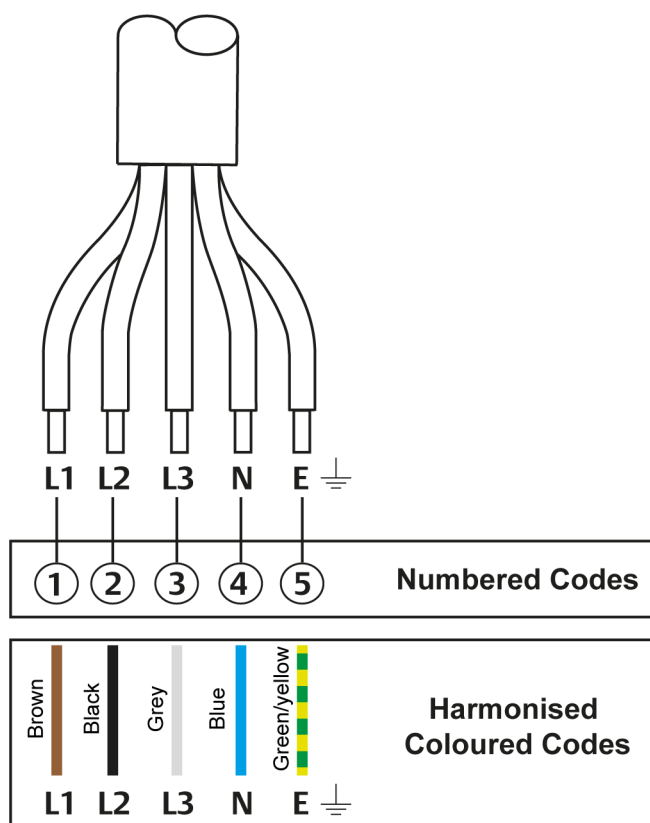 L1 L2 L3 N E
1 2 3 4 5 Numbered Codes
Brown
Black
Grey
Blue
Green/yellow
Harmonised
Coloured Codes
L1 L2 L3 N E